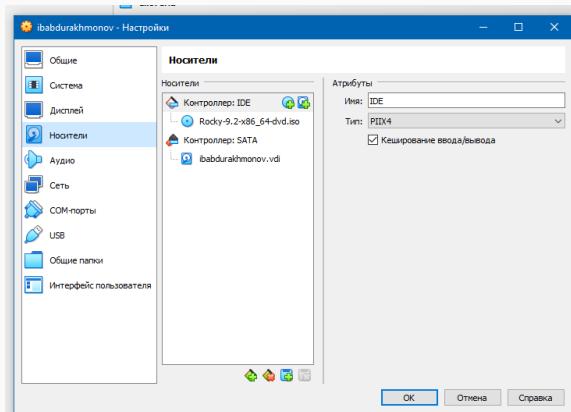 ibabdurakhmonov - Настройки
Общие
Система
Дисплей
Носители
Аудио
Сеть
COM-порты
USB
Общие папки
Интерфейс пользователя
Носители
Носители
Контроллер: IDE
Rocky-9.2-x86_64-dvd.iso
Контроллер: SATA
ibabdurakhmonov.vdi
Атрибуты
Имя: IDE
Тип: PIIX4
Кеширование ввода/вывода
OK Отмена Справка